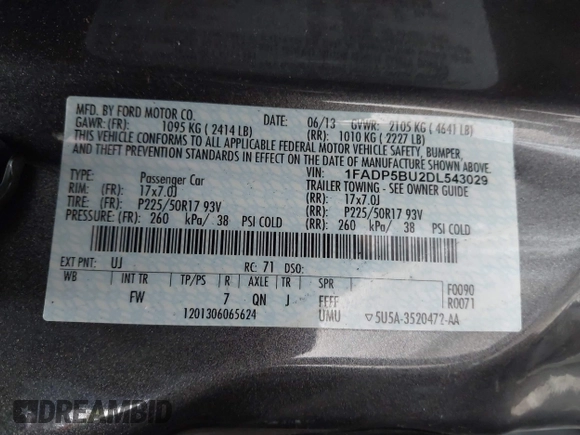 MFD. BY FORD MOTOR CO.
DATE: 06/13 GVWR: 2105 KG ( 4641 LB)
GAWR: (FR): 1095 KG ( 2414 LB) (RR): 1010 KG ( 2227 LB)
THIS VEHICLE CONFORMS TO ALL APPLICABLE FEDERAL MOTOR VEHICLE SAFETY, BUMPER,
AND THEFT PREVENTION STANDARDS IN EFFECT ON THE DATE OF MANUFACTURE SHOWN ABOVE.
VIN: 1FADP5BU2DL543029
TYPE: Passenger Car TRAILER TOWING - SEE OWNER GUIDE
RIM: (FR): 17x7.0J (RR): 17x7.0J
TIRE: (FR): P225/50R17 93V (RR): P225/50R17 93V
PRESSURE: (FR): 260 kPa/ 38 PSI COLD (RR): 260 kPa/ 38 PSI COLD
EXT PNT: UJ RC: 71 DSO:
WB INT TR TP/PS R AXLE TR SPR F0090
FW 7 QN J FEFF R0071
1201306065624 UMU ▽5U5A-3520472-AA
DREAMBID